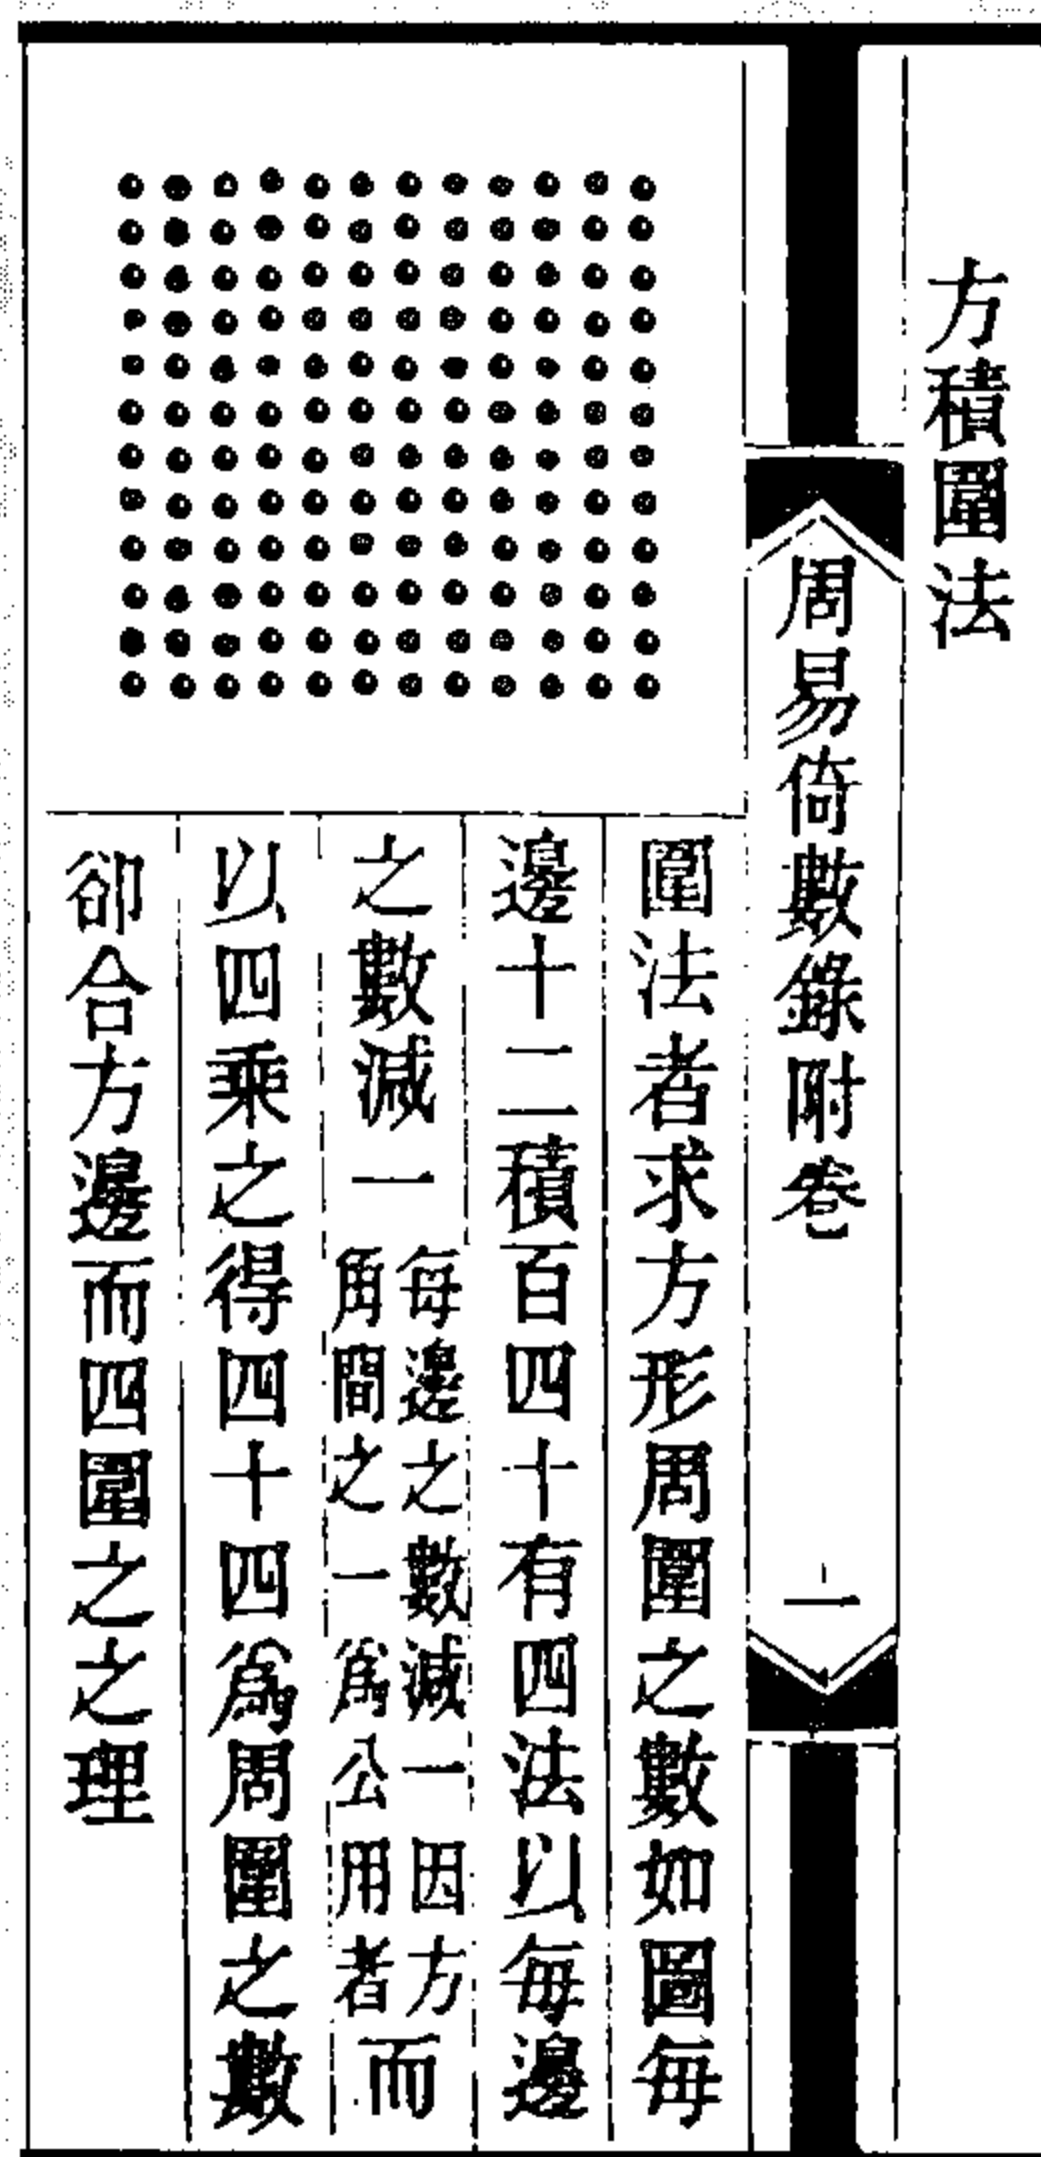 方積圍法
周易倚數錄附卷
一
圍法者求方形周圍之數如圖每
邊十二積百四十有四法以每邊
之數減一
每邊之數減一因方
角間之一爲公用者
而
以四乘之得四十四爲周圍之數
卻合方邊而四圍之之理